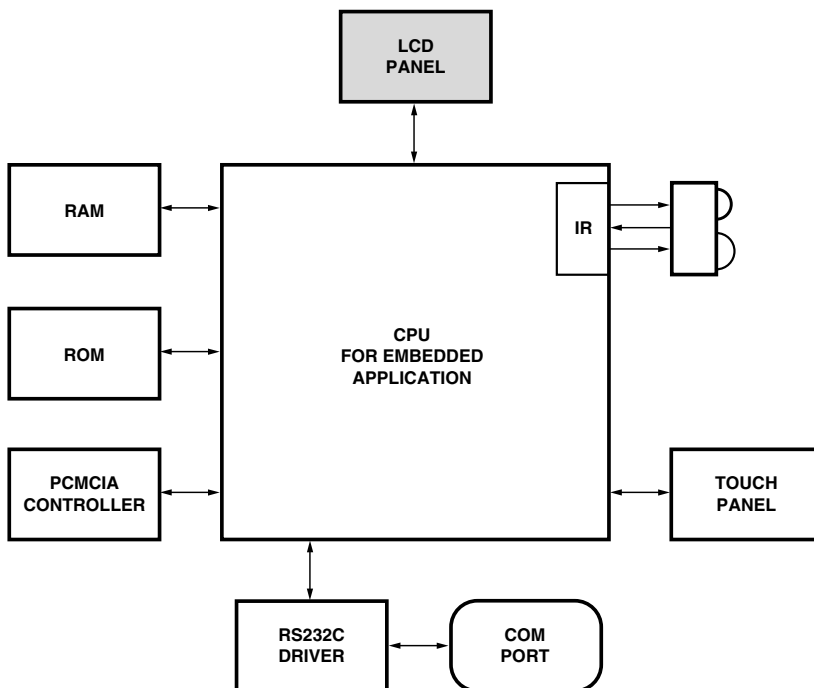 LCD
PANEL
RAM
IR
ROM
CPU
FOR EMBEDDED
APPLICATION
PCMCIA
CONTROLLER
TOUCH
PANEL
RS232C
DRIVER
COM
PORT